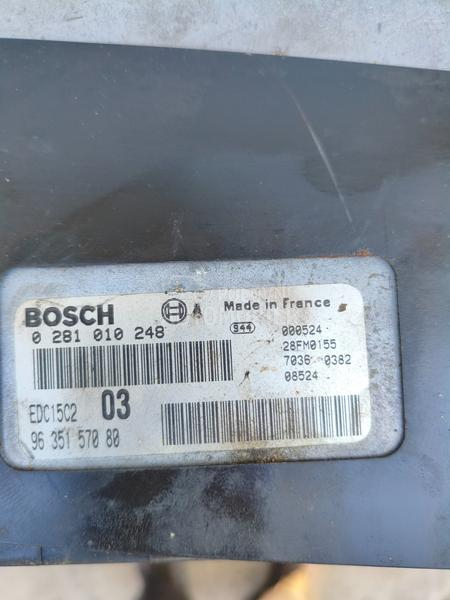 BOSCH A Made in France
0 281 010 248 S44 000524
28FM0155
7036 0382
08524
EDC15C2 03
96 351 570 80